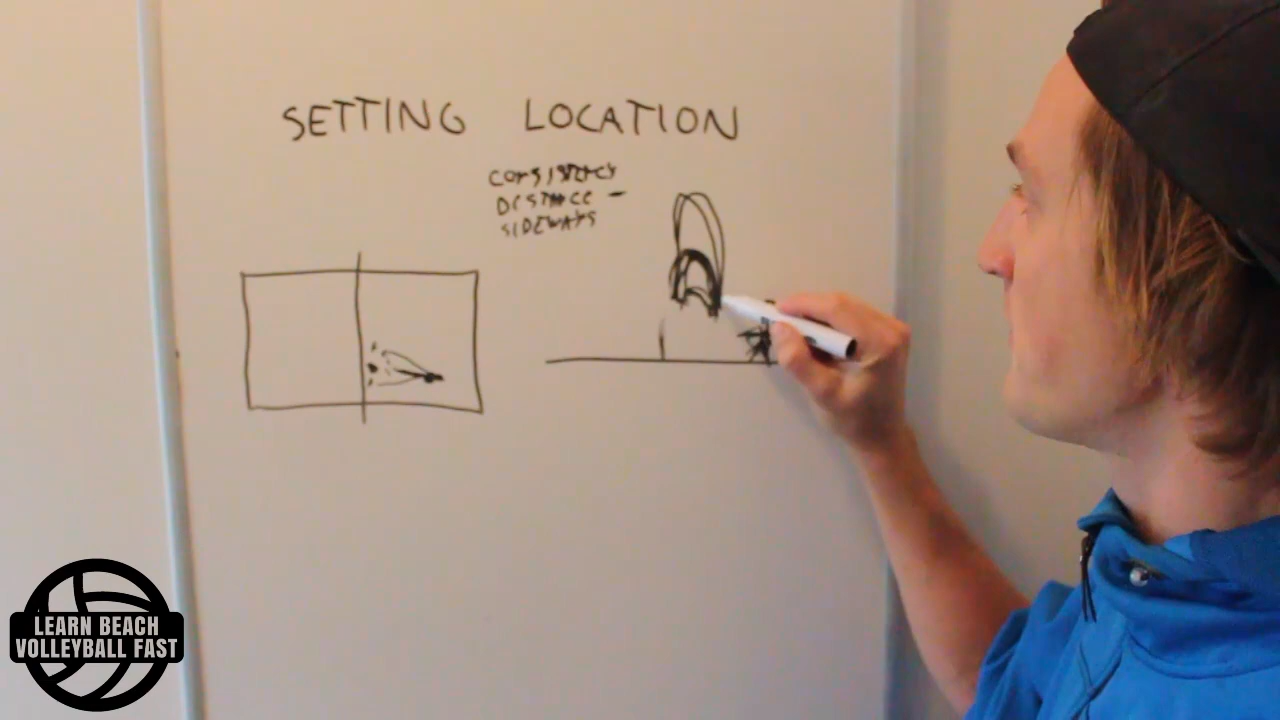 SETTING LOCATION
CONSISTENCY
DISTANCE -
SIDEWAYS
LEARN BEACH
VOLLEYBALL FAST